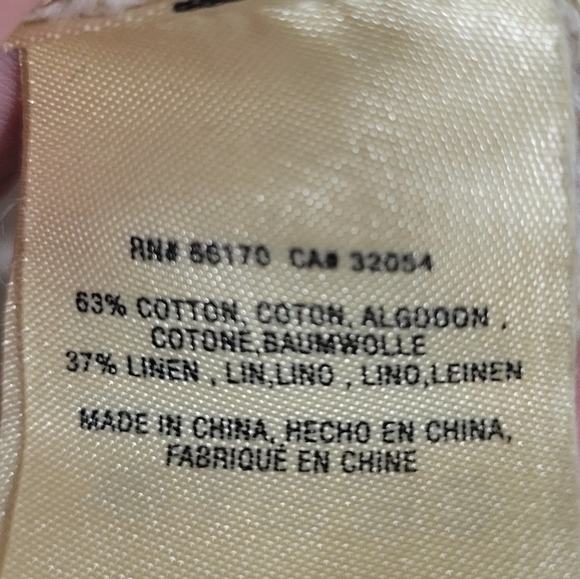 RN# 66170 CA# 32054
63% COTTON, COTON, ALGODON,
COTONE,BAUMWOLLE
37% LINEN , LIN,LINO , LINO,LEINEN
MADE IN CHINA, HECHO EN CHINA,
FABRIQUÉ EN CHINE